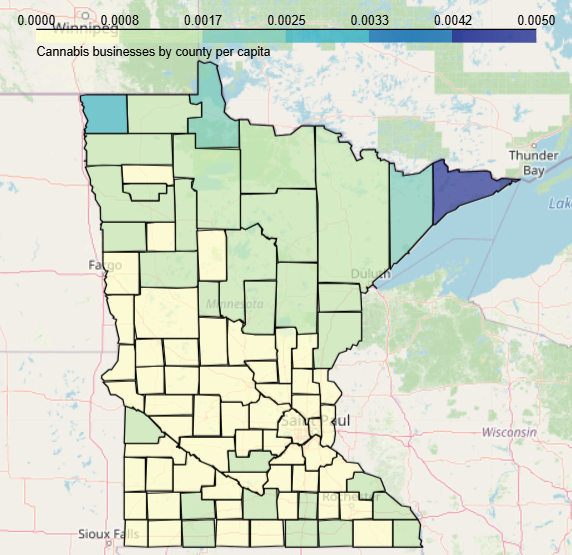 0.0000 0.0008 0.0017 0.0025 0.0033 0.0042 0.0050
Winnipeg
Cannabis businesses by county per capita
Thunder
Bay
Lake
Fargo
Duluth
Minnesota
Saint Paul
Wisconsin
Rochester
Sioux Falls